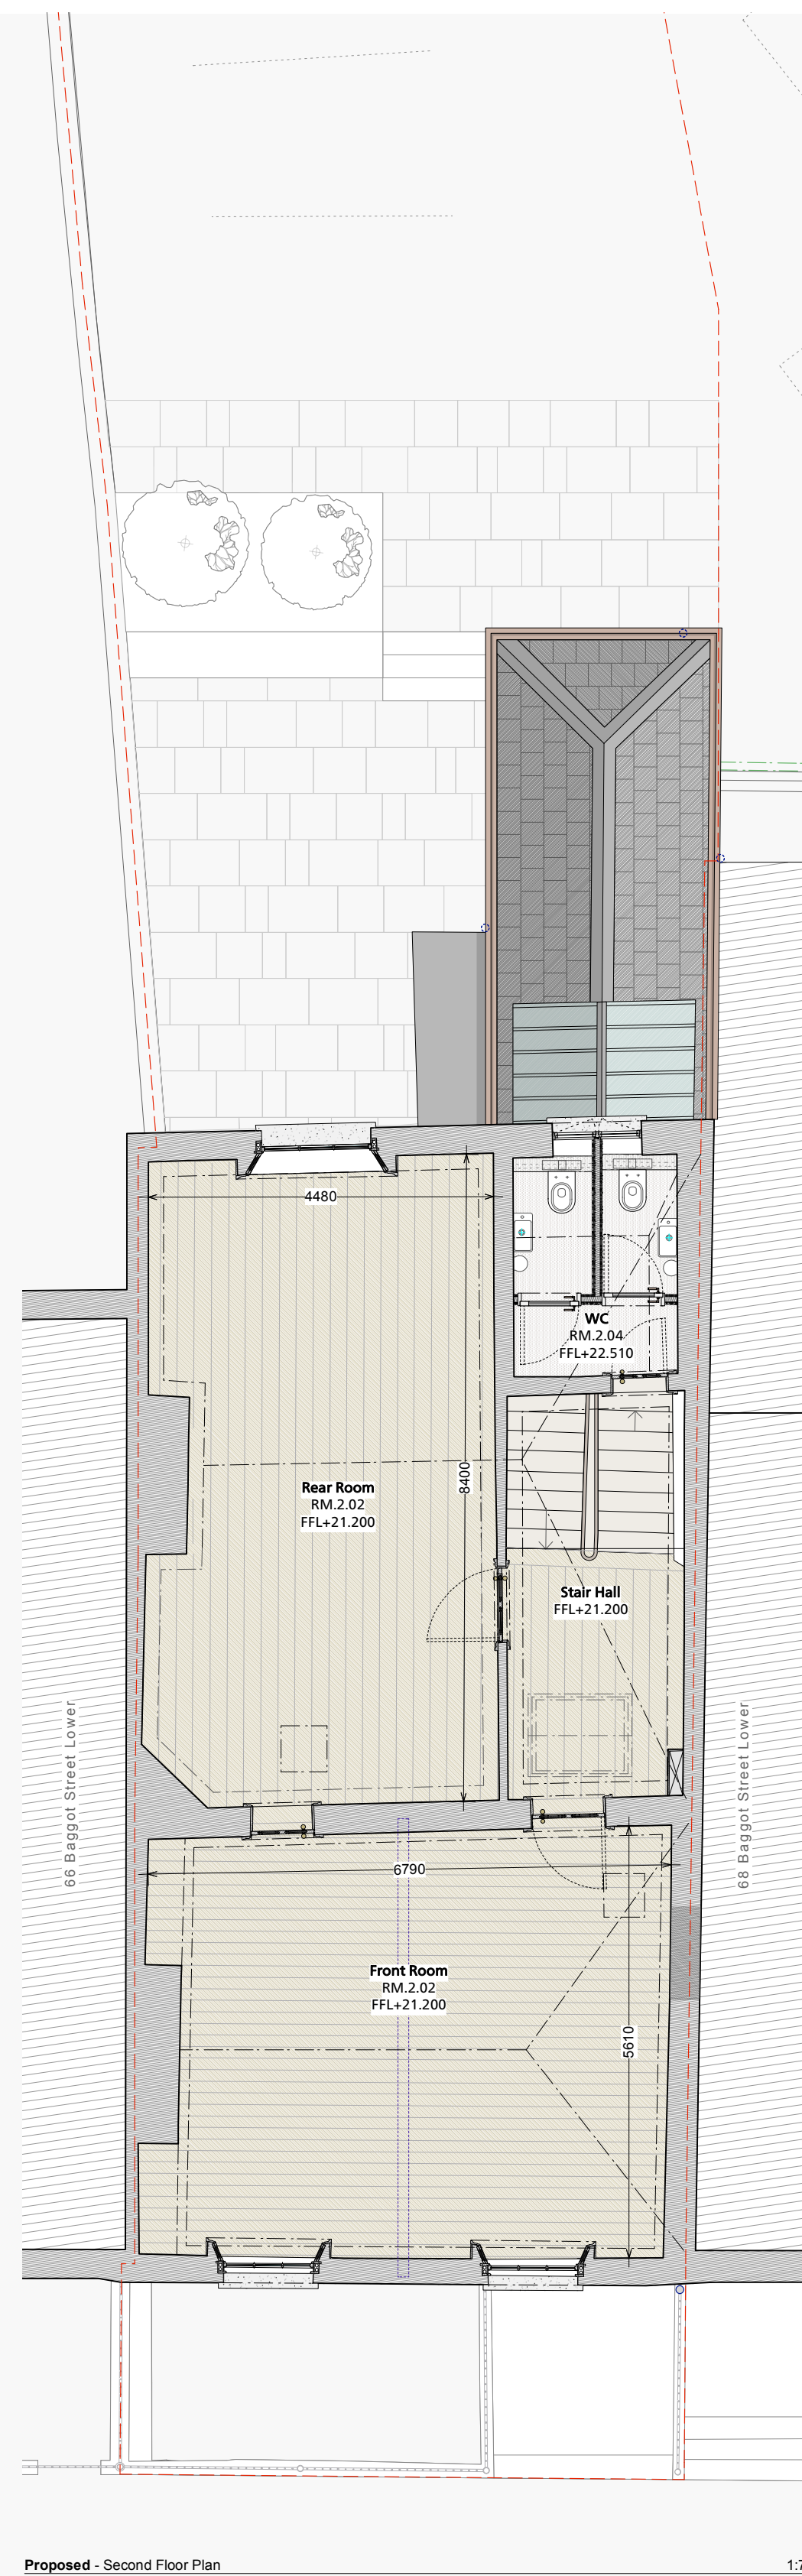 4480
WC
RM.2.04
FFL+22.510
8400
Rear Room
RM.2.02
FFL+21.200
Stair Hall
FFL+21.200
66 Baggot Street Lower
68 Baggot Street Lower
6790
Front Room
RM.2.02
FFL+21.200
5610
Proposed - Second Floor Plan